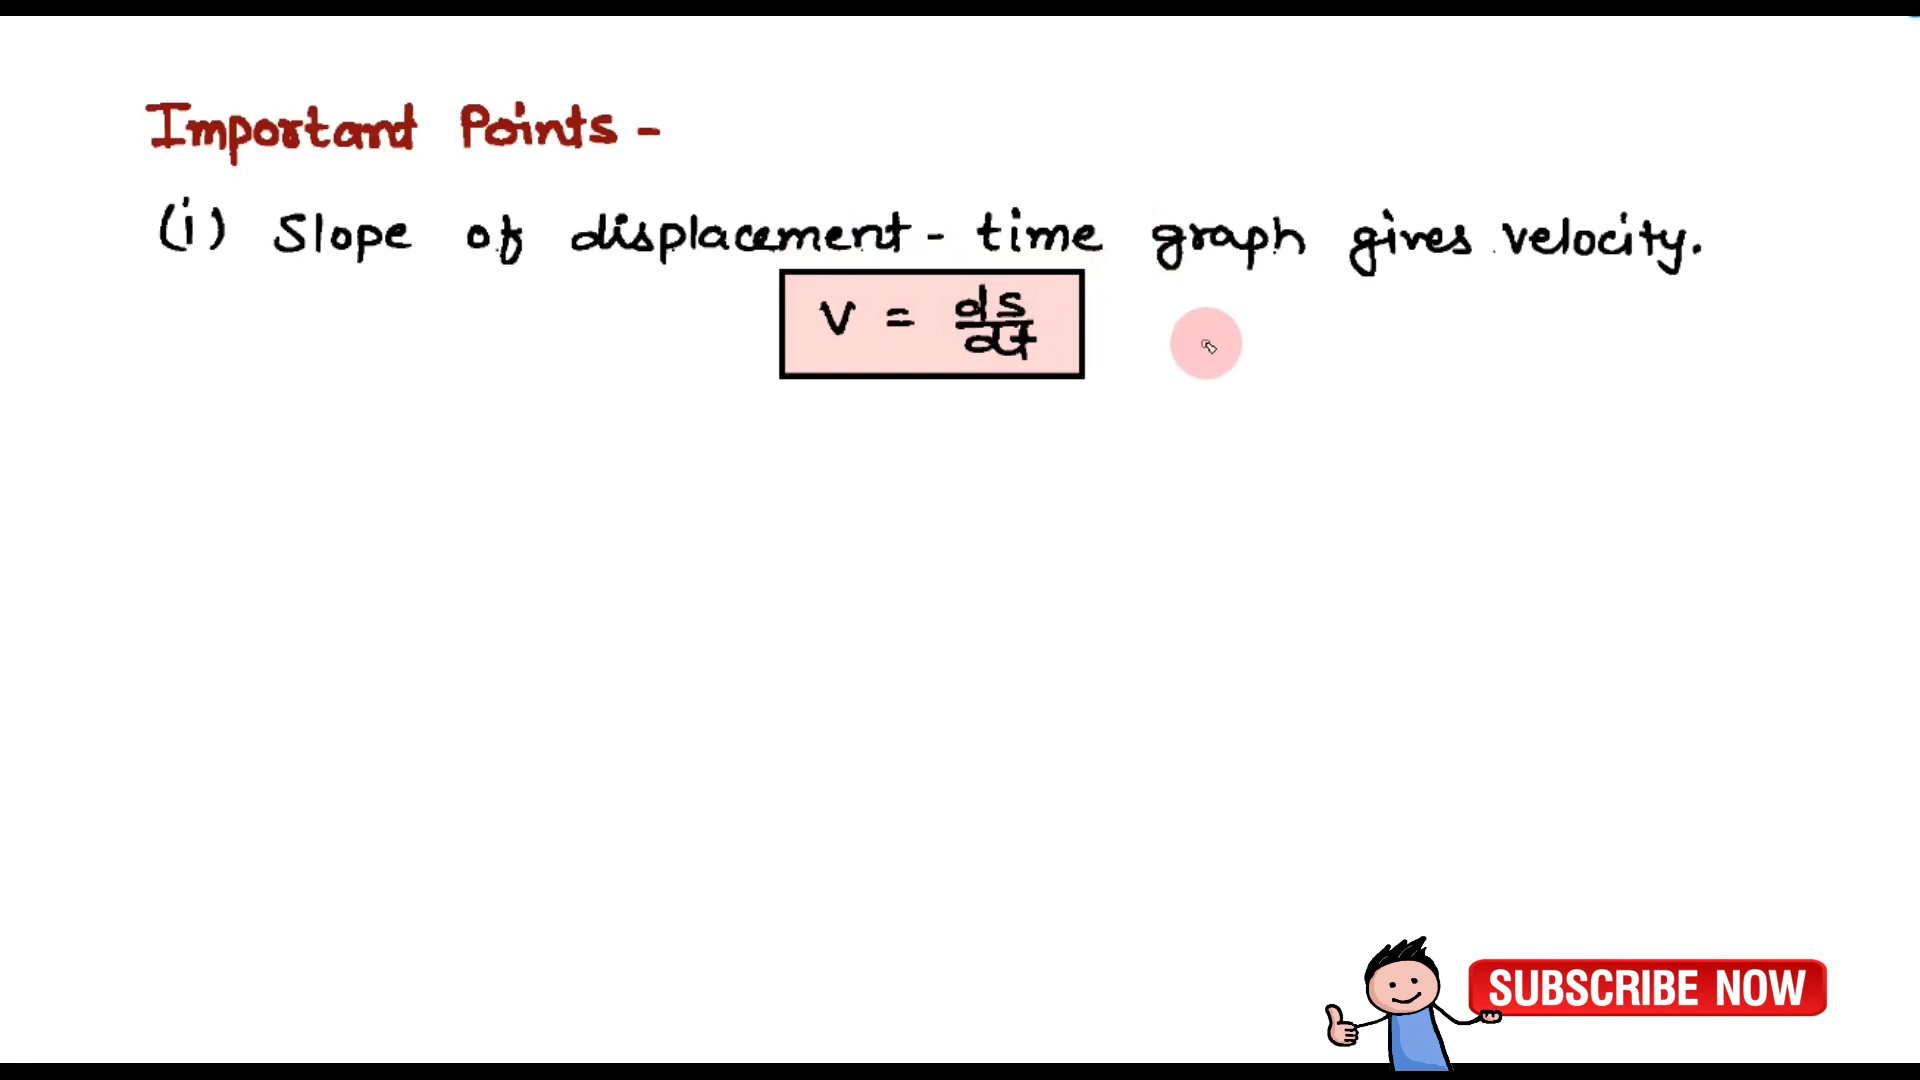 Important Points -
(i) Slope of displacement - time graph gives velocity.
V = ds/dt
SUBSCRIBE NOW